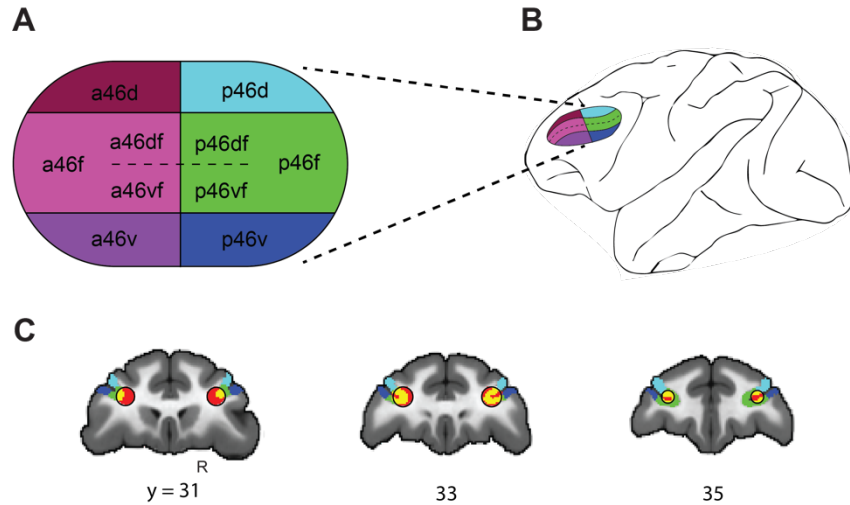 A
B
a46d p46d
a46df p46df
a46f p46f
a46vf p46vf
a46v p46v
C
R
y = 31 33 35